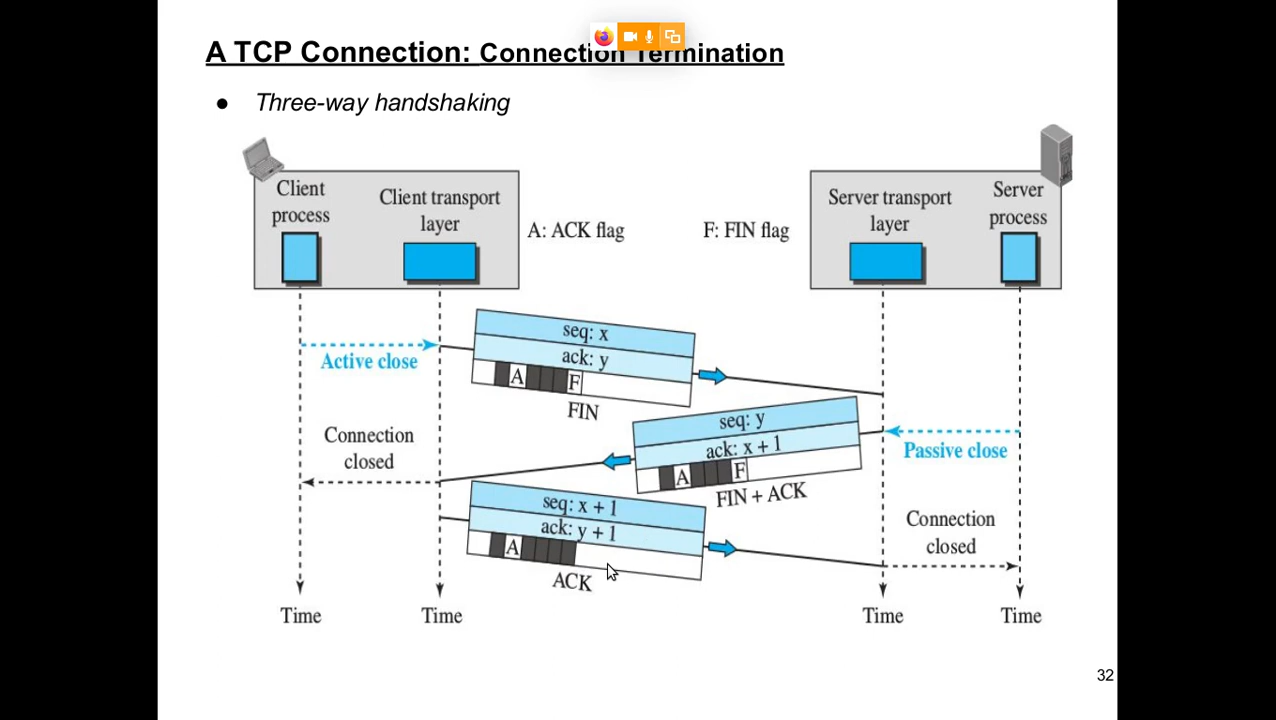 A TCP Connection: Connection Termination
● Three-way handshaking
Client
process
Client transport
layer
A: ACK flag
F: FIN flag
Server transport
layer
Server
process
seq: x
ack: y
A F
FIN
Active close
seq: y
ack: x + 1
A F
FIN + ACK
Passive close
Connection
closed
seq: x + 1
ack: y + 1
A
ACK
Connection
closed
Time
Time
Time
Time
32